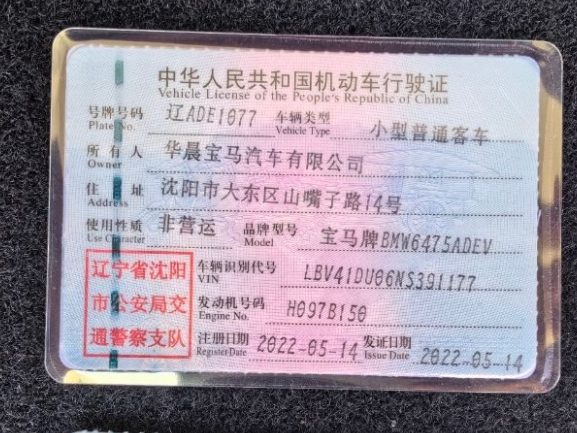 中华人民共和国机动车行驶证
Vehicle License of the People's Republic of China
号牌号码 辽ADE1077 车辆类型 小型普通客车
Plate No. Vehicle Type
所有人 华晨宝马汽车有限公司
Owner
住址 沈阳市大东区山嘴子路14号
Address
使用性质 非营运 品牌型号 宝马牌BMW6475ADEV
Use Character Model
辽宁省沈阳 车辆识别代号 LBV41DU06NS391177
VIN
市公安局交 发动机号码 H097B150
Engine No.
通警察支队 注册日期 2022-05-14 发证日期 2022-05-14
Register Date Issue Date